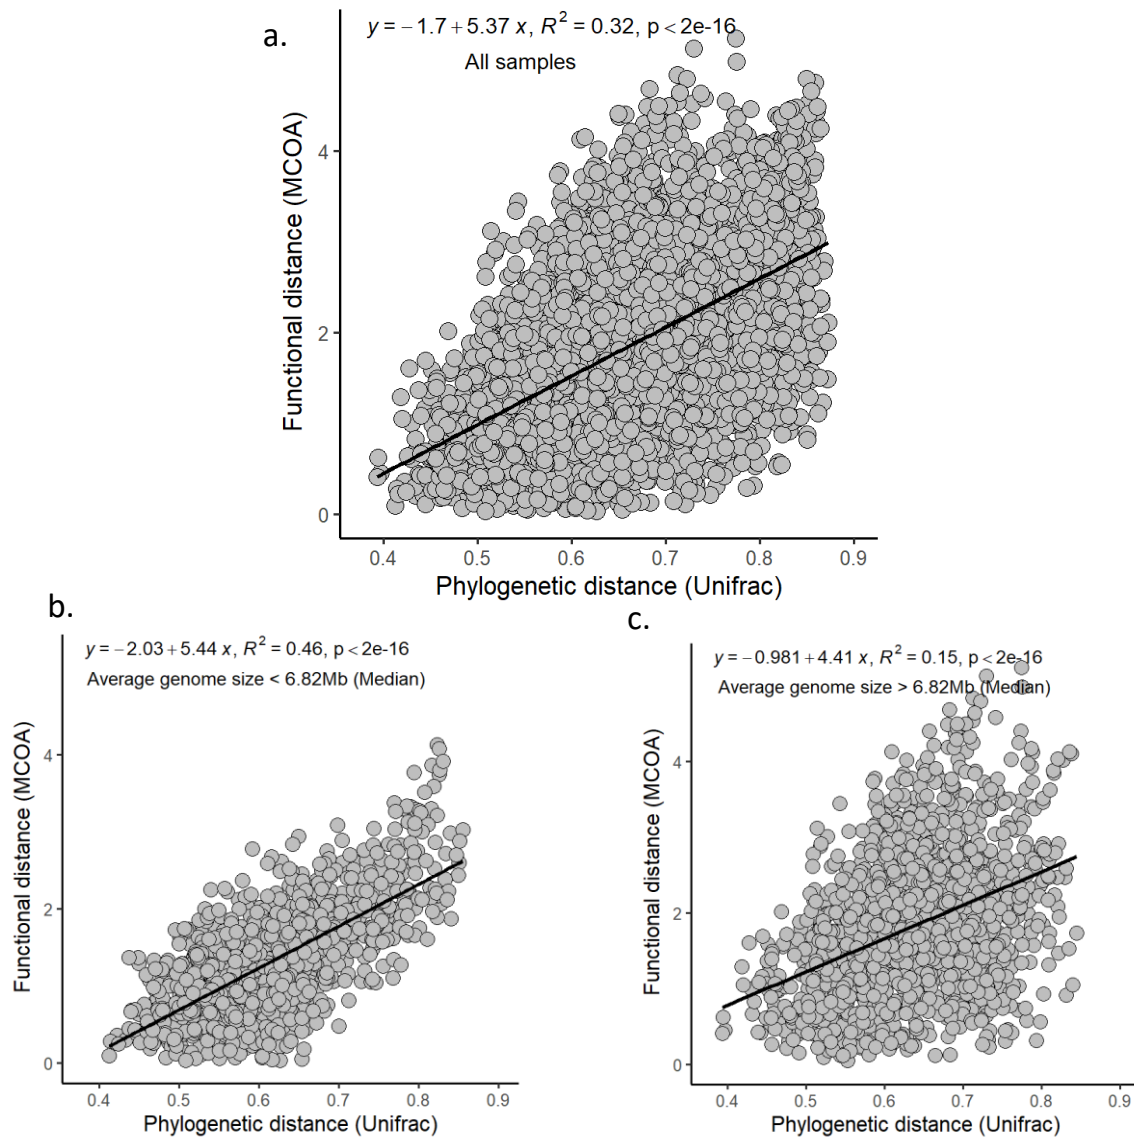 a.
y = −1.7 + 5.37 x, R² = 0.32, p < 2e-16
All samples
Functional distance (MCOA)
4
2
0
0.4 0.5 0.6 0.7 0.8 0.9
Phylogenetic distance (Unifrac)
b.
y = −2.03 + 5.44 x, R² = 0.46, p < 2e-16
Average genome size < 6.82Mb (Median)
Functional distance (MCOA)
4
2
0
0.4 0.5 0.6 0.7 0.8 0.9
Phylogenetic distance (Unifrac)
c.
y = −0.981 + 4.41 x, R² = 0.15, p < 2e-16
Average genome size > 6.82Mb (Median)
Functional distance (MCOA)
4
2
0
0.4 0.5 0.6 0.7 0.8 0.9
Phylogenetic distance (Unifrac)